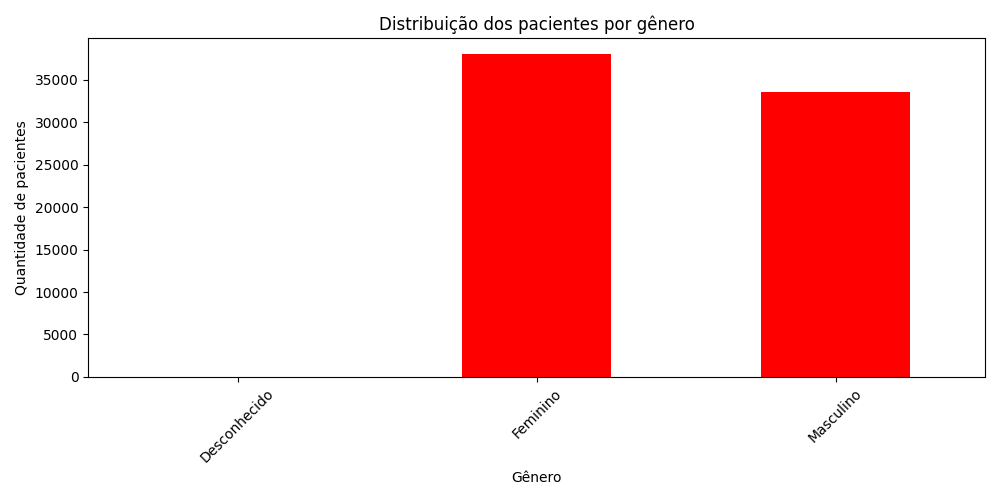 Distribuição dos pacientes por gênero
Quantidade de pacientes
35000
30000
25000
20000
15000
10000
5000
0
Desconhecido
Feminino
Masculino
Gênero